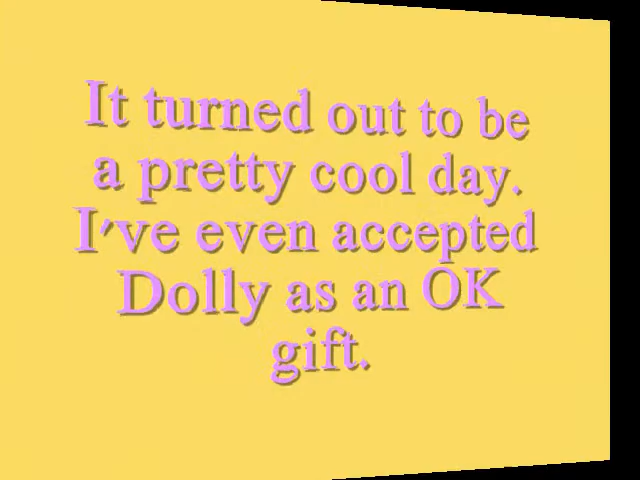 It turned out to be
a pretty cool day.
I've even accepted
Dolly as an OK
gift.